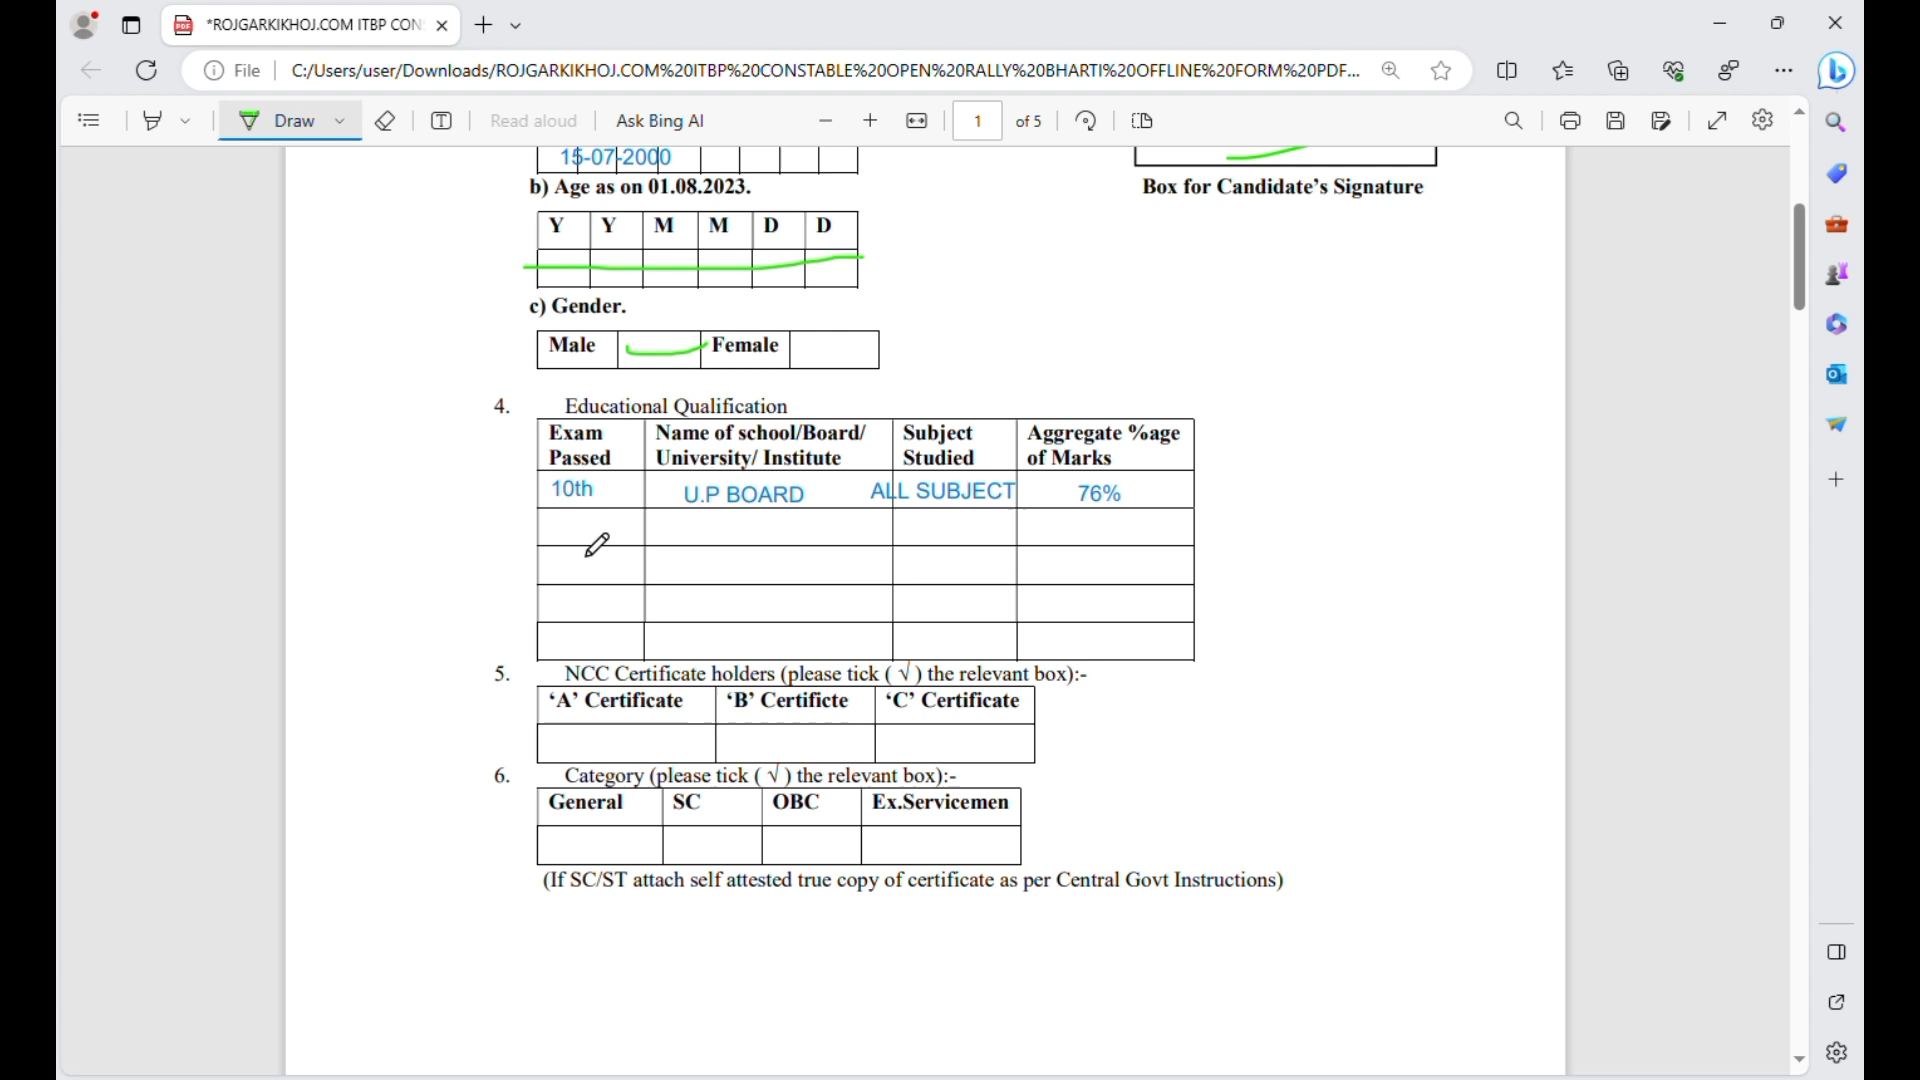 *ROJGARKIKHOJ.COM ITBP CON
File C:/Users/user/Downloads/ROJGARKIKHOJ.COM%20ITBP%20CONSTABLE%20OPEN%20RALLY%20BHARTI%20OFFLINE%20FORM%20PDF...
Draw Read aloud Ask Bing AI 1 of 5
15-07-2000
b) Age as on 01.08.2023.
Box for Candidate's Signature
Y Y M M D D
c) Gender.
Male Female
4. Educational Qualification
Exam Passed Name of school/Board/ University/ Institute Subject Studied Aggregate %age of Marks
10th U.P BOARD ALL SUBJECT 76%
5. NCC Certificate holders (please tick ( √ ) the relevant box):-
‘A’ Certificate ‘B’ Certificte ‘C’ Certificate
6. Category (please tick ( √ ) the relevant box):-
General SC OBC Ex.Servicemen
(If SC/ST attach self attested true copy of certificate as per Central Govt Instructions)